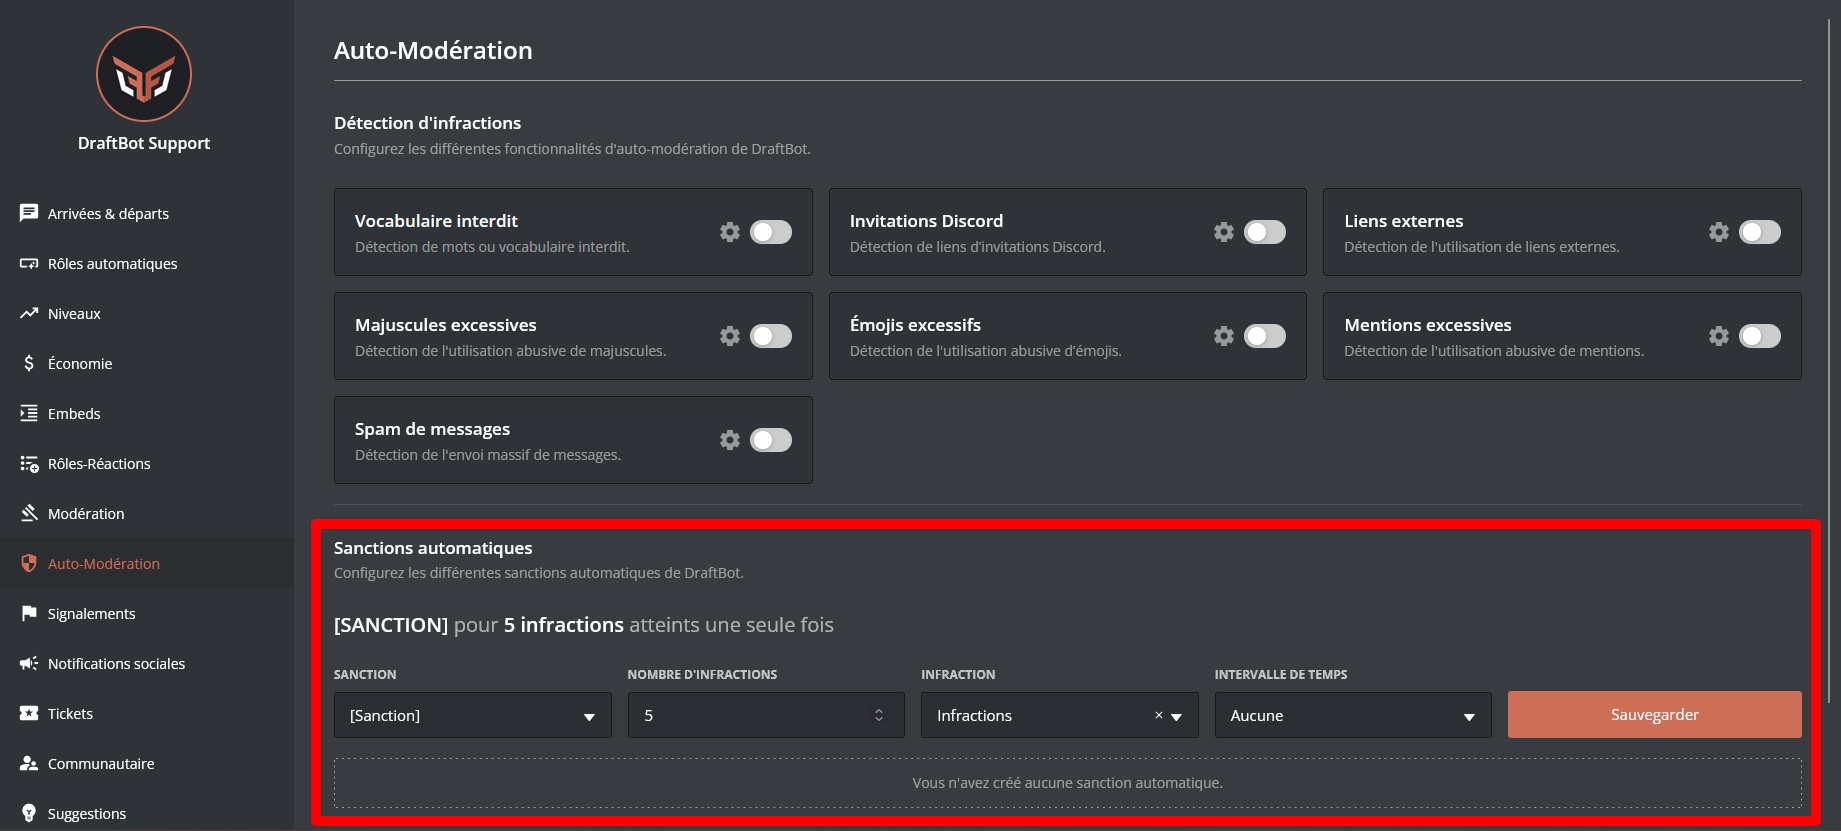 DraftBot Support
Arrivées & départs
Rôles automatiques
Niveaux
Économie
Embeds
Rôles-Réactions
Modération
Auto-Modération
Signalements
Notifications sociales
Tickets
Communautaire
Suggestions
Auto-Modération
Détection d'infractions
Configurez les différentes fonctionnalités d'auto-modération de DraftBot.
Vocabulaire interdit
Détection de mots ou vocabulaire interdit.
Invitations Discord
Détection de liens d'invitations Discord.
Liens externes
Détection de l'utilisation de liens externes.
Majuscules excessives
Détection de l'utilisation abusive de majuscules.
Émojis excessifs
Détection de l'utilisation abusive d’émojis.
Mentions excessives
Détection de l'utilisation abusive de mentions.
Spam de messages
Détection de l'envoi massif de messages.
Sanctions automatiques
Configurez les différentes sanctions automatiques de DraftBot.
[SANCTION] pour 5 infractions atteints une seule fois
SANCTION
[Sanction]
NOMBRE D'INFRACTIONS
5
INFRACTION
Infractions ×
INTERVALLE DE TEMPS
Aucune
Sauvegarder
Vous n'avez créé aucune sanction automatique.